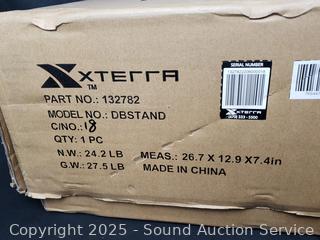 XTERRA
TM
PART NO.: 132782
MODEL NO.: DBSTAND
C/NO.: 18
QTY: 1 PC
N.W.: 24.2 LB
MEAS.: 26.7 X 12.9 X7.4in
G.W.: 27.5 LB
MADE IN CHINA
SERIAL NUMBER
Copyright 2025 - Sound Auction Service